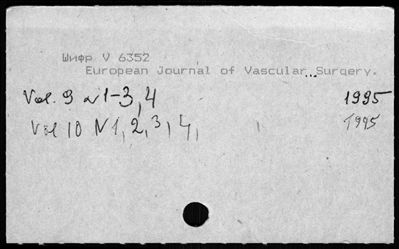 Шифр V 6352
European Journal of Vascular...Surgery.
Vol. 9 N1-3,4 1995
Vol 10 N1,2,3,4, 1995